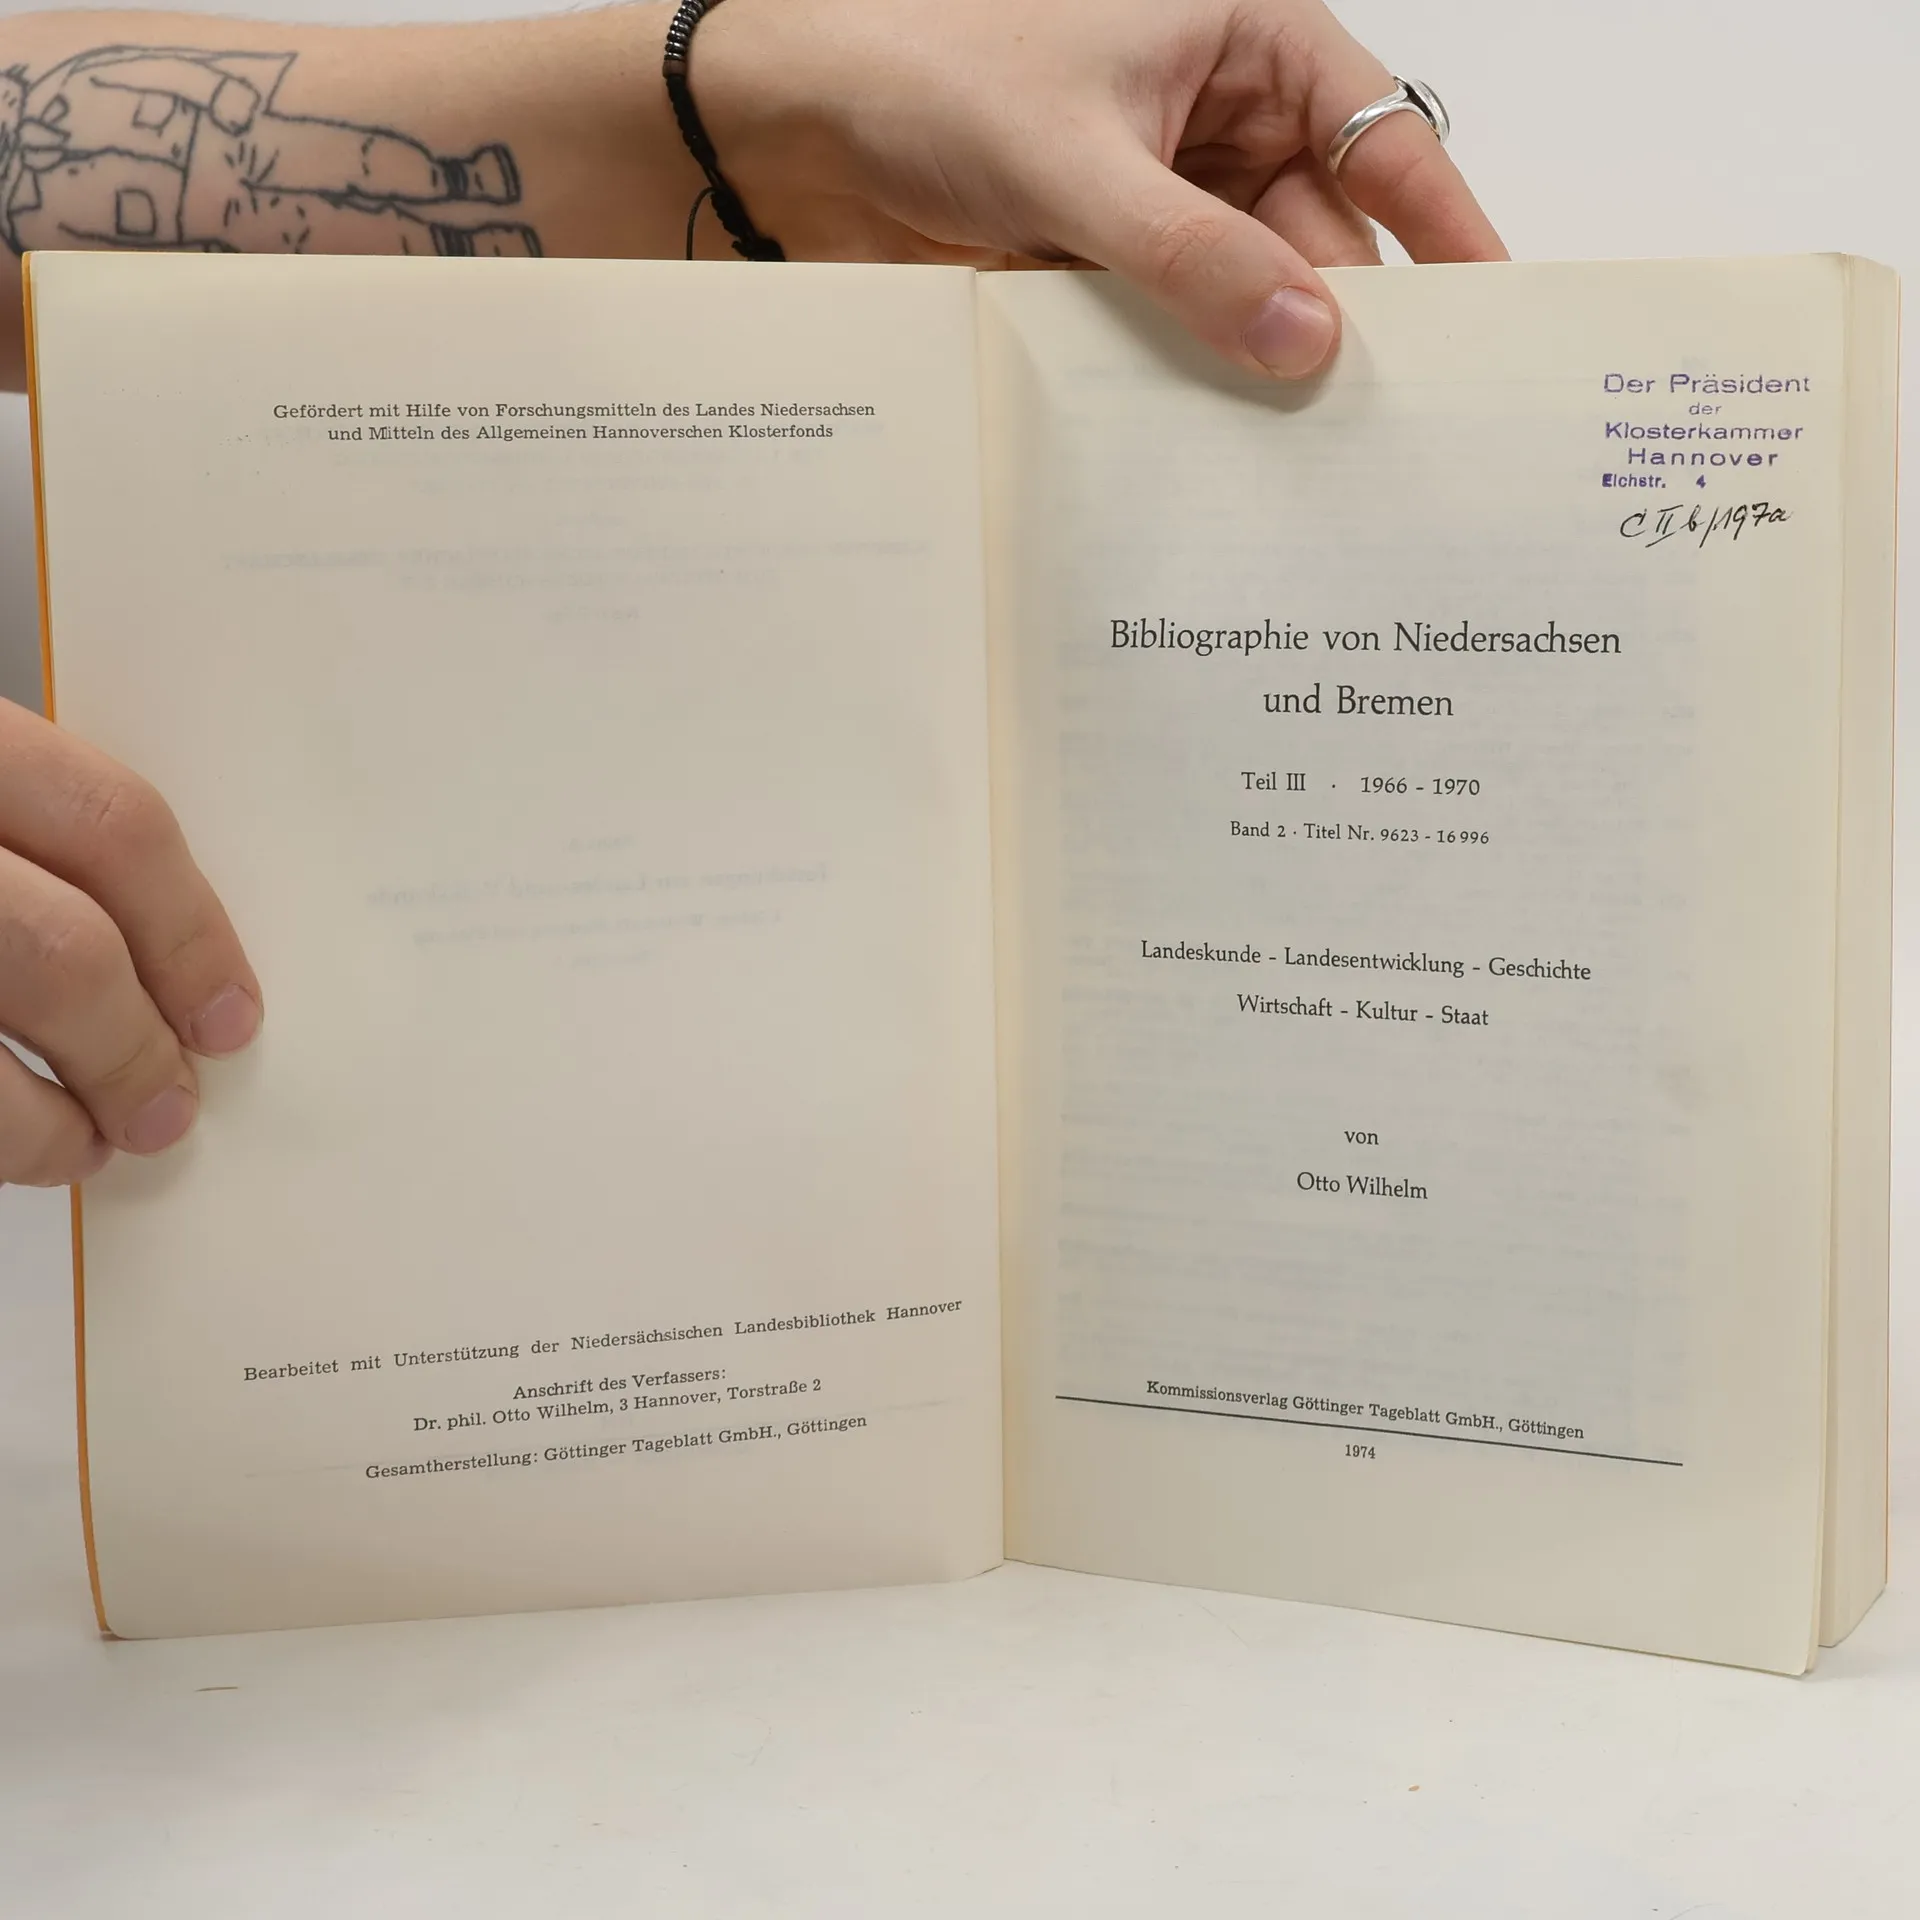 Gefördert mit Hilfe von Forschungsmitteln des Landes Niedersachsen
und Mitteln des Allgemeinen Hannoverschen Klosterfonds
Bearbeitet mit Unterstützung der Niedersächsischen Landesbibliothek Hannover
Anschrift des Verfassers:
Dr. phil. Otto Wilhelm, 3 Hannover, Torstraße 2
Gesamtherstellung: Göttinger Tageblatt GmbH., Göttingen
Der Präsident
der
Klosterkammer
Hannover
Eichstr. 4
C II b/197a
Bibliographie von Niedersachsen
und Bremen
Teil III · 1966 - 1970
Band 2 · Titel Nr. 9623 - 16 996
Landeskunde - Landesentwicklung - Geschichte
Wirtschaft - Kultur - Staat
von
Otto Wilhelm
Kommissionsverlag Göttinger Tageblatt GmbH., Göttingen
1974